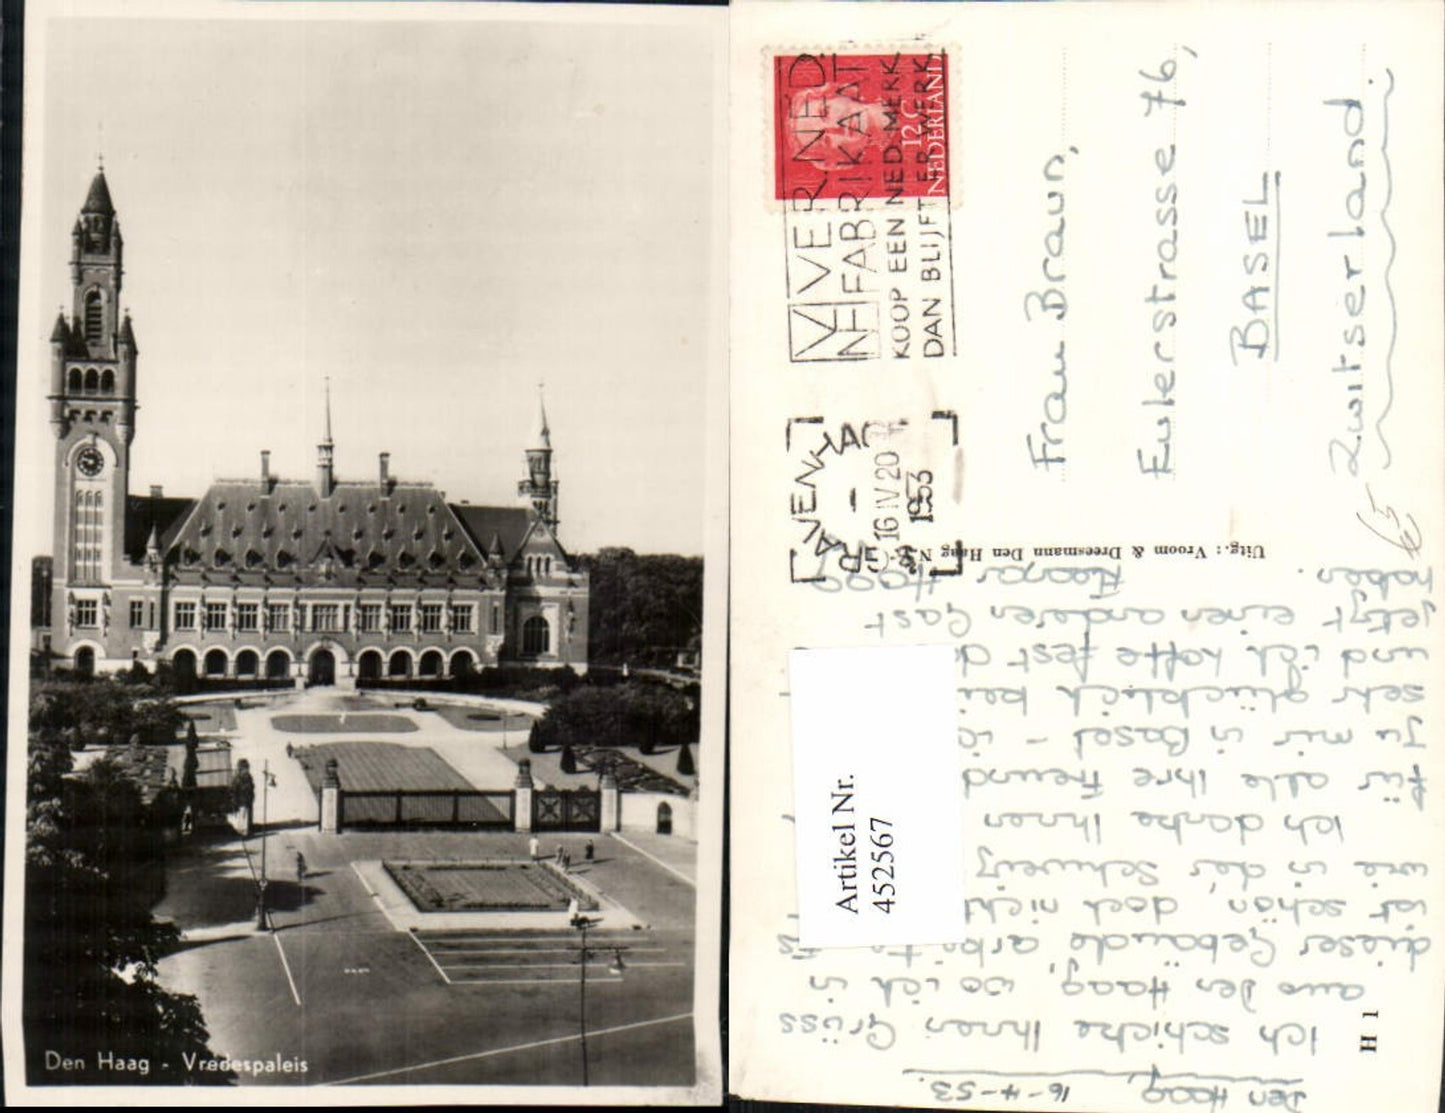 Den Haag - Vredespaleis
NEDERLAND
12 C
VERVERNED
NH FABRIKAAT
KOOP EEN NED·MERK
DAN BLIJFT ER WERK
'S-GRAVENHAGE
16 IV 20
1953
Frau Braun,
Eulerstrasse 76,
BASEL
Zwitserland.
Uitg.: Vroom & Dreesmann Den Haag N
H 1
Artikel Nr.
452567
Den Haag, 16-4-53.
Ich schicke Ihnen Grüss
aus Den Haag, wo ich in
dieser Gebäude arbeite Es
ist schön, doch nicht
wie in der Schweiz
Ich danke Ihnen
für alle Ihre Freund
zu mir in Basel -
sehr glücklich bei
und ich hoffe fest
jetzt einen anderen Gast
haben.